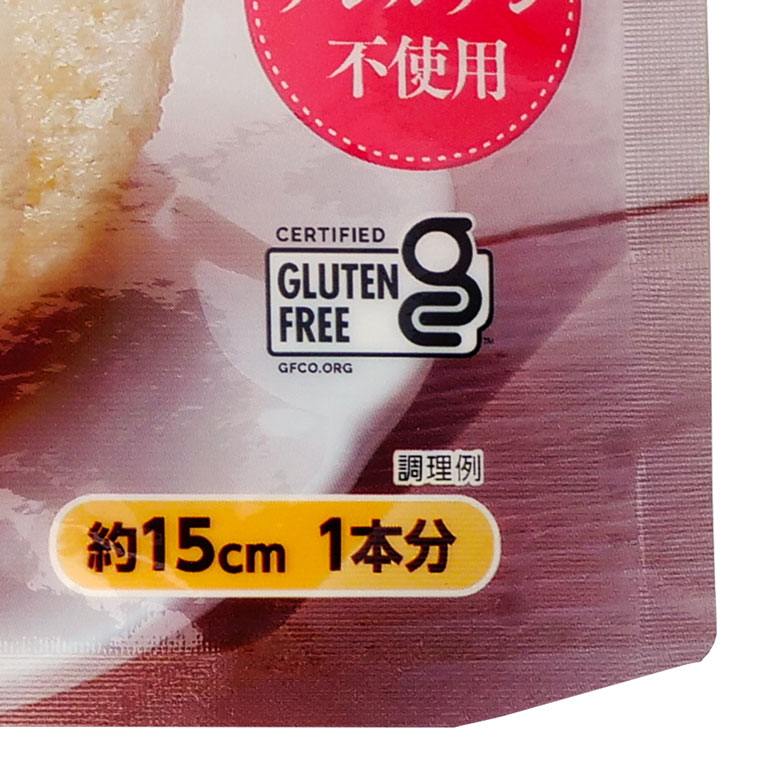 不使用
CERTIFIED
GLUTEN
FREE
GFCO.ORG
調理例
約15cm 1本分